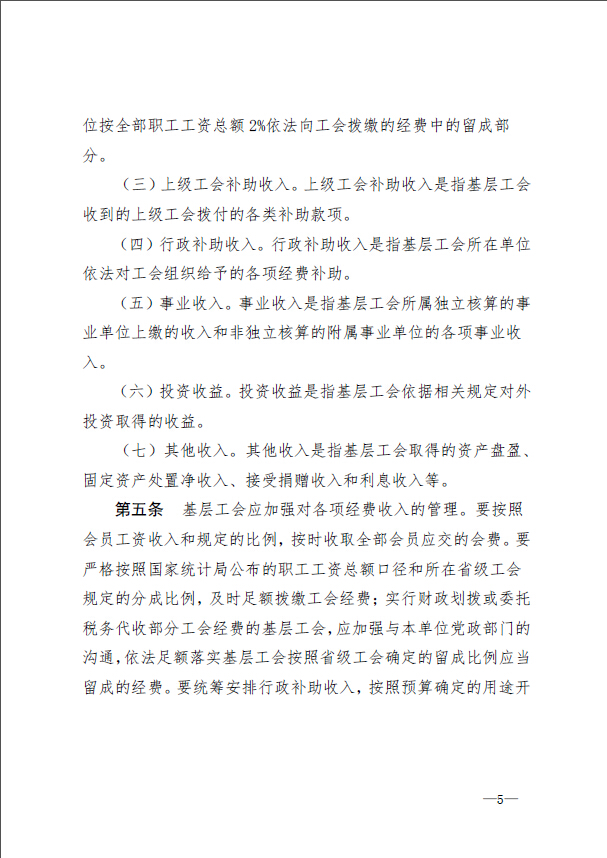 位按全部职工工资总额 2%依法向工会拨缴的经费中的留成部
分。
（三）上级工会补助收入。上级工会补助收入是指基层工会
收到的上级工会拨付的各类补助款项。
（四）行政补助收入。行政补助收入是指基层工会所在单位
依法对工会组织给予的各项经费补助。
（五）事业收入。事业收入是指基层工会所属独立核算的事
业单位上缴的收入和非独立核算的附属事业单位的各项事业收
入。
（六）投资收益。投资收益是指基层工会依据相关规定对外
投资取得的收益。
（七）其他收入。其他收入是指基层工会取得的资产盘盈、
固定资产处置净收入、接受捐赠收入和利息收入等。
第五条　基层工会应加强对各项经费收入的管理。要按照
会员工资收入和规定的比例，按时收取全部会员应交的会费。要
严格按照国家统计局公布的职工工资总额口径和所在省级工会
规定的分成比例，及时足额拨缴工会经费；实行财政划拨或委托
税务代收部分工会经费的基层工会，应加强与本单位党政部门的
沟通，依法足额落实基层工会按照省级工会确定的留成比例应当
留成的经费。要统筹安排行政补助收入，按照预算确定的用途开
—5—